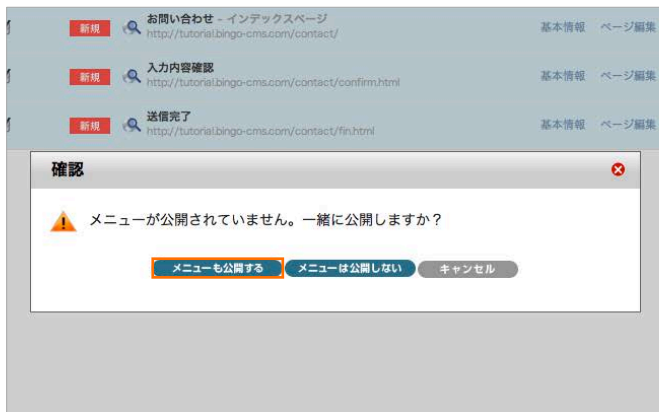 新規 お問い合わせ - インデックスページ 基本情報 ページ編集
http://tutorial.bingo-cms.com/contact/
新規 入力内容確認 基本情報 ページ編集
http://tutorial.bingo-cms.com/contact/confirm.html
新規 送信完了 基本情報 ページ編集
http://tutorial.bingo-cms.com/contact/fin.html
確認
メニューが公開されていません。一緒に公開しますか？
メニューも公開する メニューは公開しない キャンセル